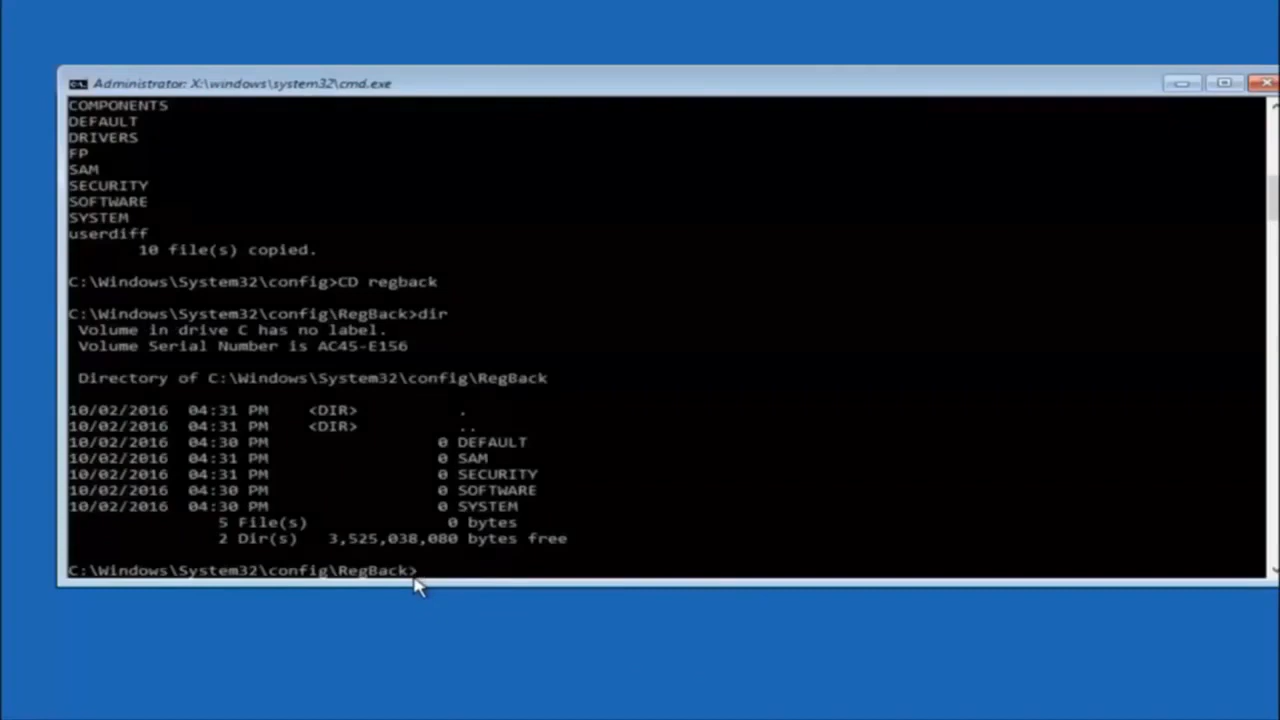 Administrator: X:\windows\system32\cmd.exe
COMPONENTS
DEFAULT
DRIVERS
FP
SAM
SECURITY
SOFTWARE
SYSTEM
userdiff
10 file(s) copied.
C:\Windows\System32\config>CD regback
C:\Windows\System32\config\RegBack>dir
Volume in drive C has no label.
Volume Serial Number is AC45-E156
Directory of C:\Windows\System32\config\RegBack
10/02/2016 04:31 PM <DIR> .
10/02/2016 04:31 PM <DIR> ..
10/02/2016 04:30 PM 0 DEFAULT
10/02/2016 04:31 PM 0 SAM
10/02/2016 04:31 PM 0 SECURITY
10/02/2016 04:30 PM 0 SOFTWARE
10/02/2016 04:30 PM 0 SYSTEM
5 File(s) 0 bytes
2 Dir(s) 3,525,038,080 bytes free
C:\Windows\System32\config\RegBack>